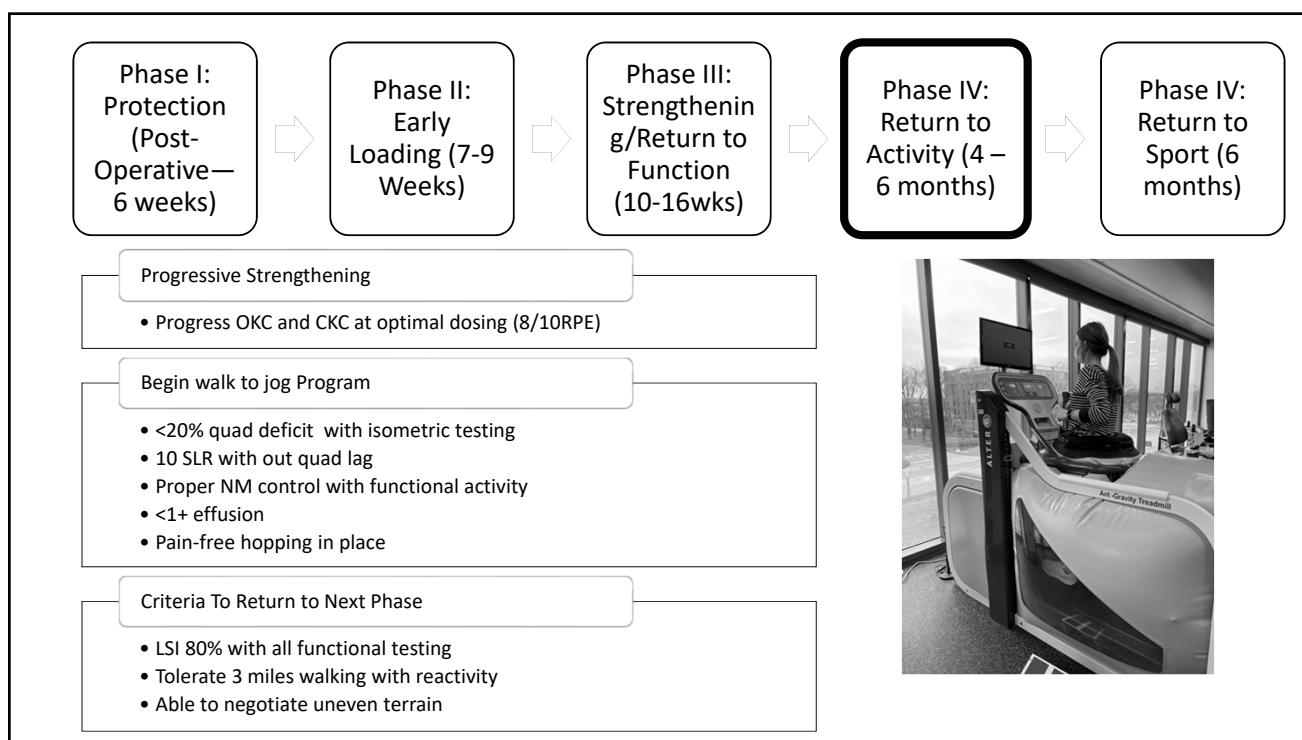 Phase I:
Protection
(Post-
Operative—
6 weeks)
Phase II:
Early
Loading (7-9
Weeks)
Phase III:
Strengthenin
g/Return to
Function
(10-16wks)
Phase IV:
Return to
Activity (4 –
6 months)
Phase IV:
Return to
Sport (6
months)
Progressive Strengthening
• Progress OKC and CKC at optimal dosing (8/10RPE)
Begin walk to jog Program
• <20% quad deficit with isometric testing
• 10 SLR with out quad lag
• Proper NM control with functional activity
• <1+ effusion
• Pain-free hopping in place
Criteria To Return to Next Phase
• LSI 80% with all functional testing
• Tolerate 3 miles walking with reactivity
• Able to negotiate uneven terrain
ALTER
Anti-Gravity Treadmill